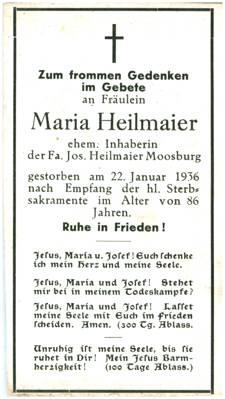 Zum frommen Gedenken
im Gebete
an Fräulein
Maria Heilmaier
ehem. Inhaberin
der Fa. Jos. Heilmaier Moosburg
gestorben am 22. Januar 1936
nach Empfang der hl. Sterb-
sakramente im Alter von 86
Jahren.
Ruhe in Frieden!
Jesus, Maria u. Josef! Euch schenke
ich mein Herz und meine Seele.
Jesus, Maria und Josef! Stehet
mir bei in meinem Todeskampfe?
Jesus, Maria und Josef! Lasset
meine Seele mit Euch im Frieden
scheiden. Amen. (300 Tg. Ablass.
Unruhig ist meine Seele, bis sie
ruhet in Dir! Mein Jesus Barm-
herzigkeit! (100 Tage Ablass.)